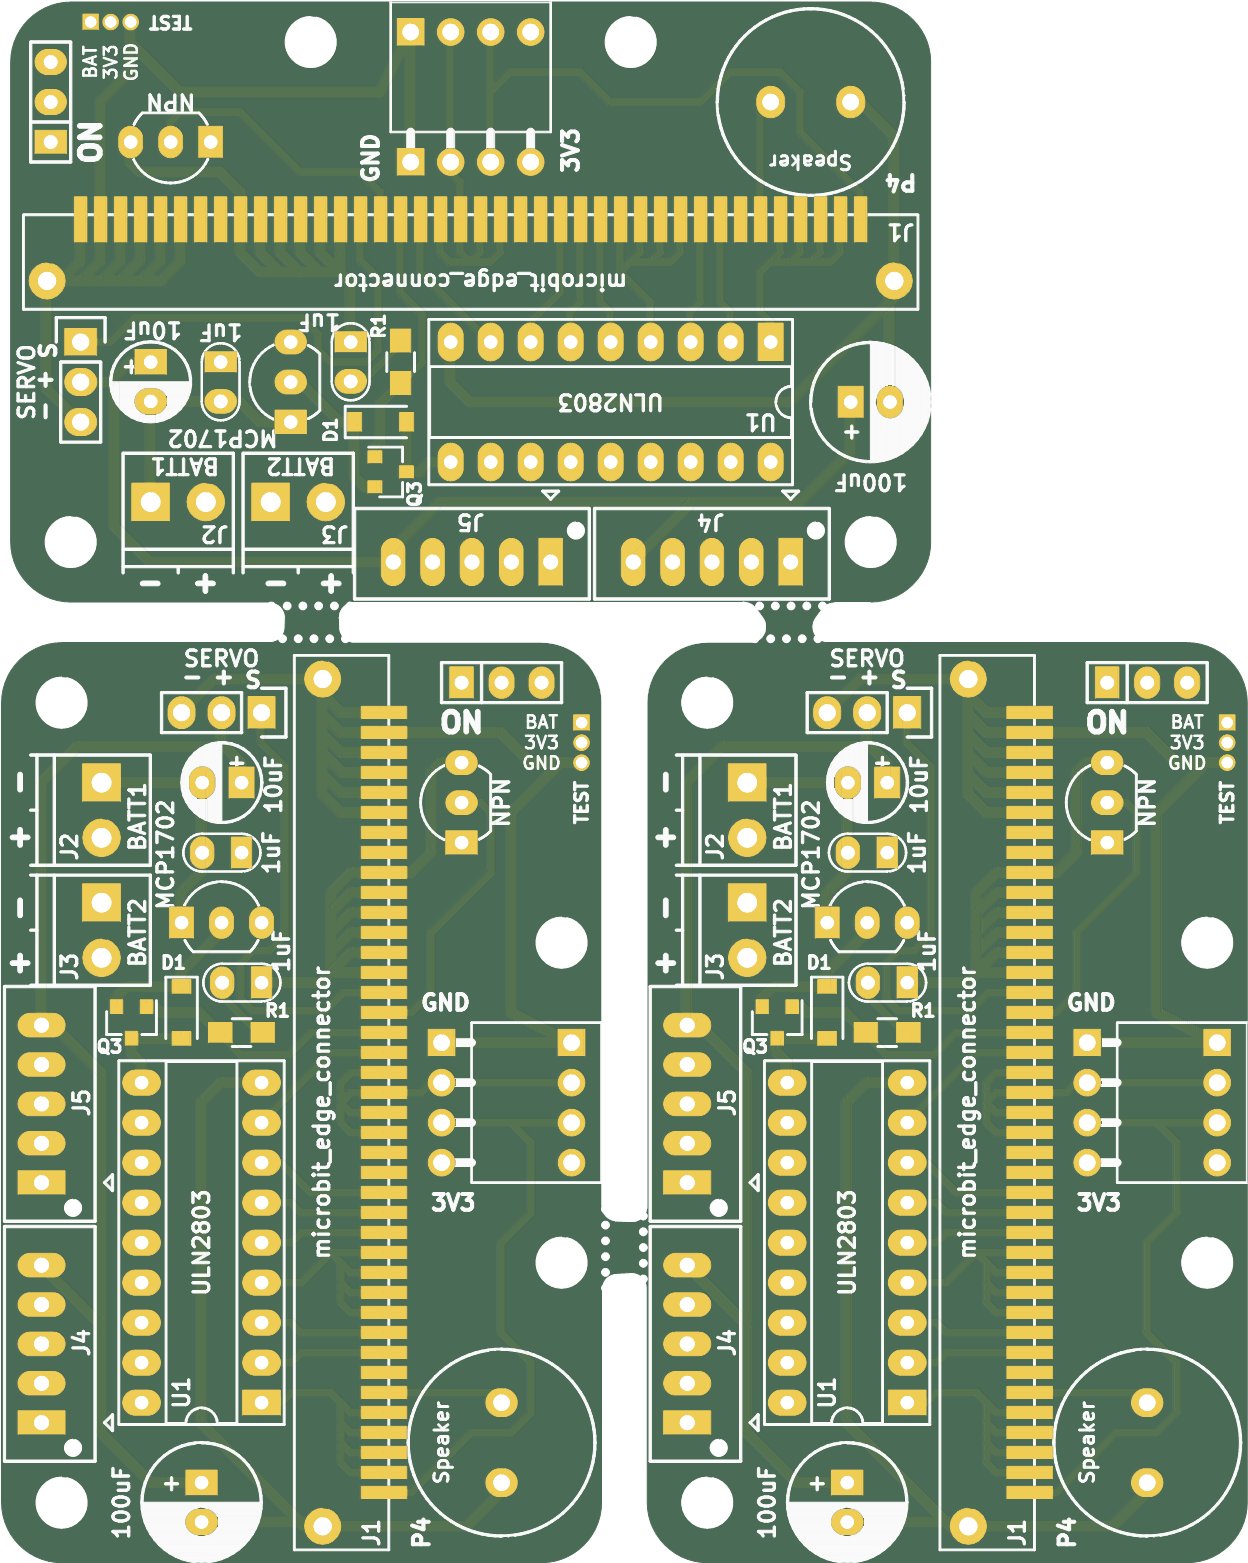 TEST
BAT
3V3
GND
ON
NPN
GND
3V3
Speaker
P4
J1
microbit_edge_connector
SERVO
- + S
10uF
+
1uF
1uF
R1
MCP1702
D1
ULN2803
U1
+
100uF
BATT1
BATT2
Q3
J2
J3
J5
J4
- +
- +
SERVO
- + S
ON
BAT
3V3
GND
TEST
+
10uF
- +
BATT1
J2
MCP1702
1uF
NPN
- +
BATT2
J3
1uF
D1
R1
Q3
GND
J5
microbit_edge_connector
3V3
ULN2803
J4
U1
Speaker
+
100uF
J1
P4
SERVO
- + S
ON
BAT
3V3
GND
TEST
+
10uF
- +
BATT1
J2
MCP1702
1uF
NPN
- +
BATT2
J3
1uF
D1
R1
Q3
GND
J5
microbit_edge_connector
3V3
ULN2803
J4
U1
Speaker
+
100uF
J1
P4